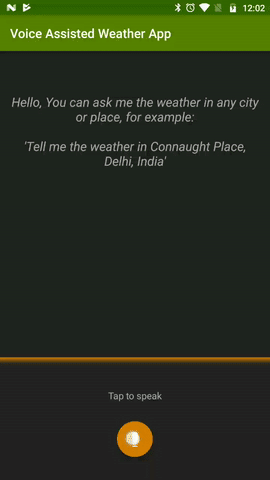 12:02
Voice Assisted Weather App
Hello, You can ask me the weather in any city
or place, for example:
'Tell me the weather in Connaught Place,
Delhi, India'
Tap to speak